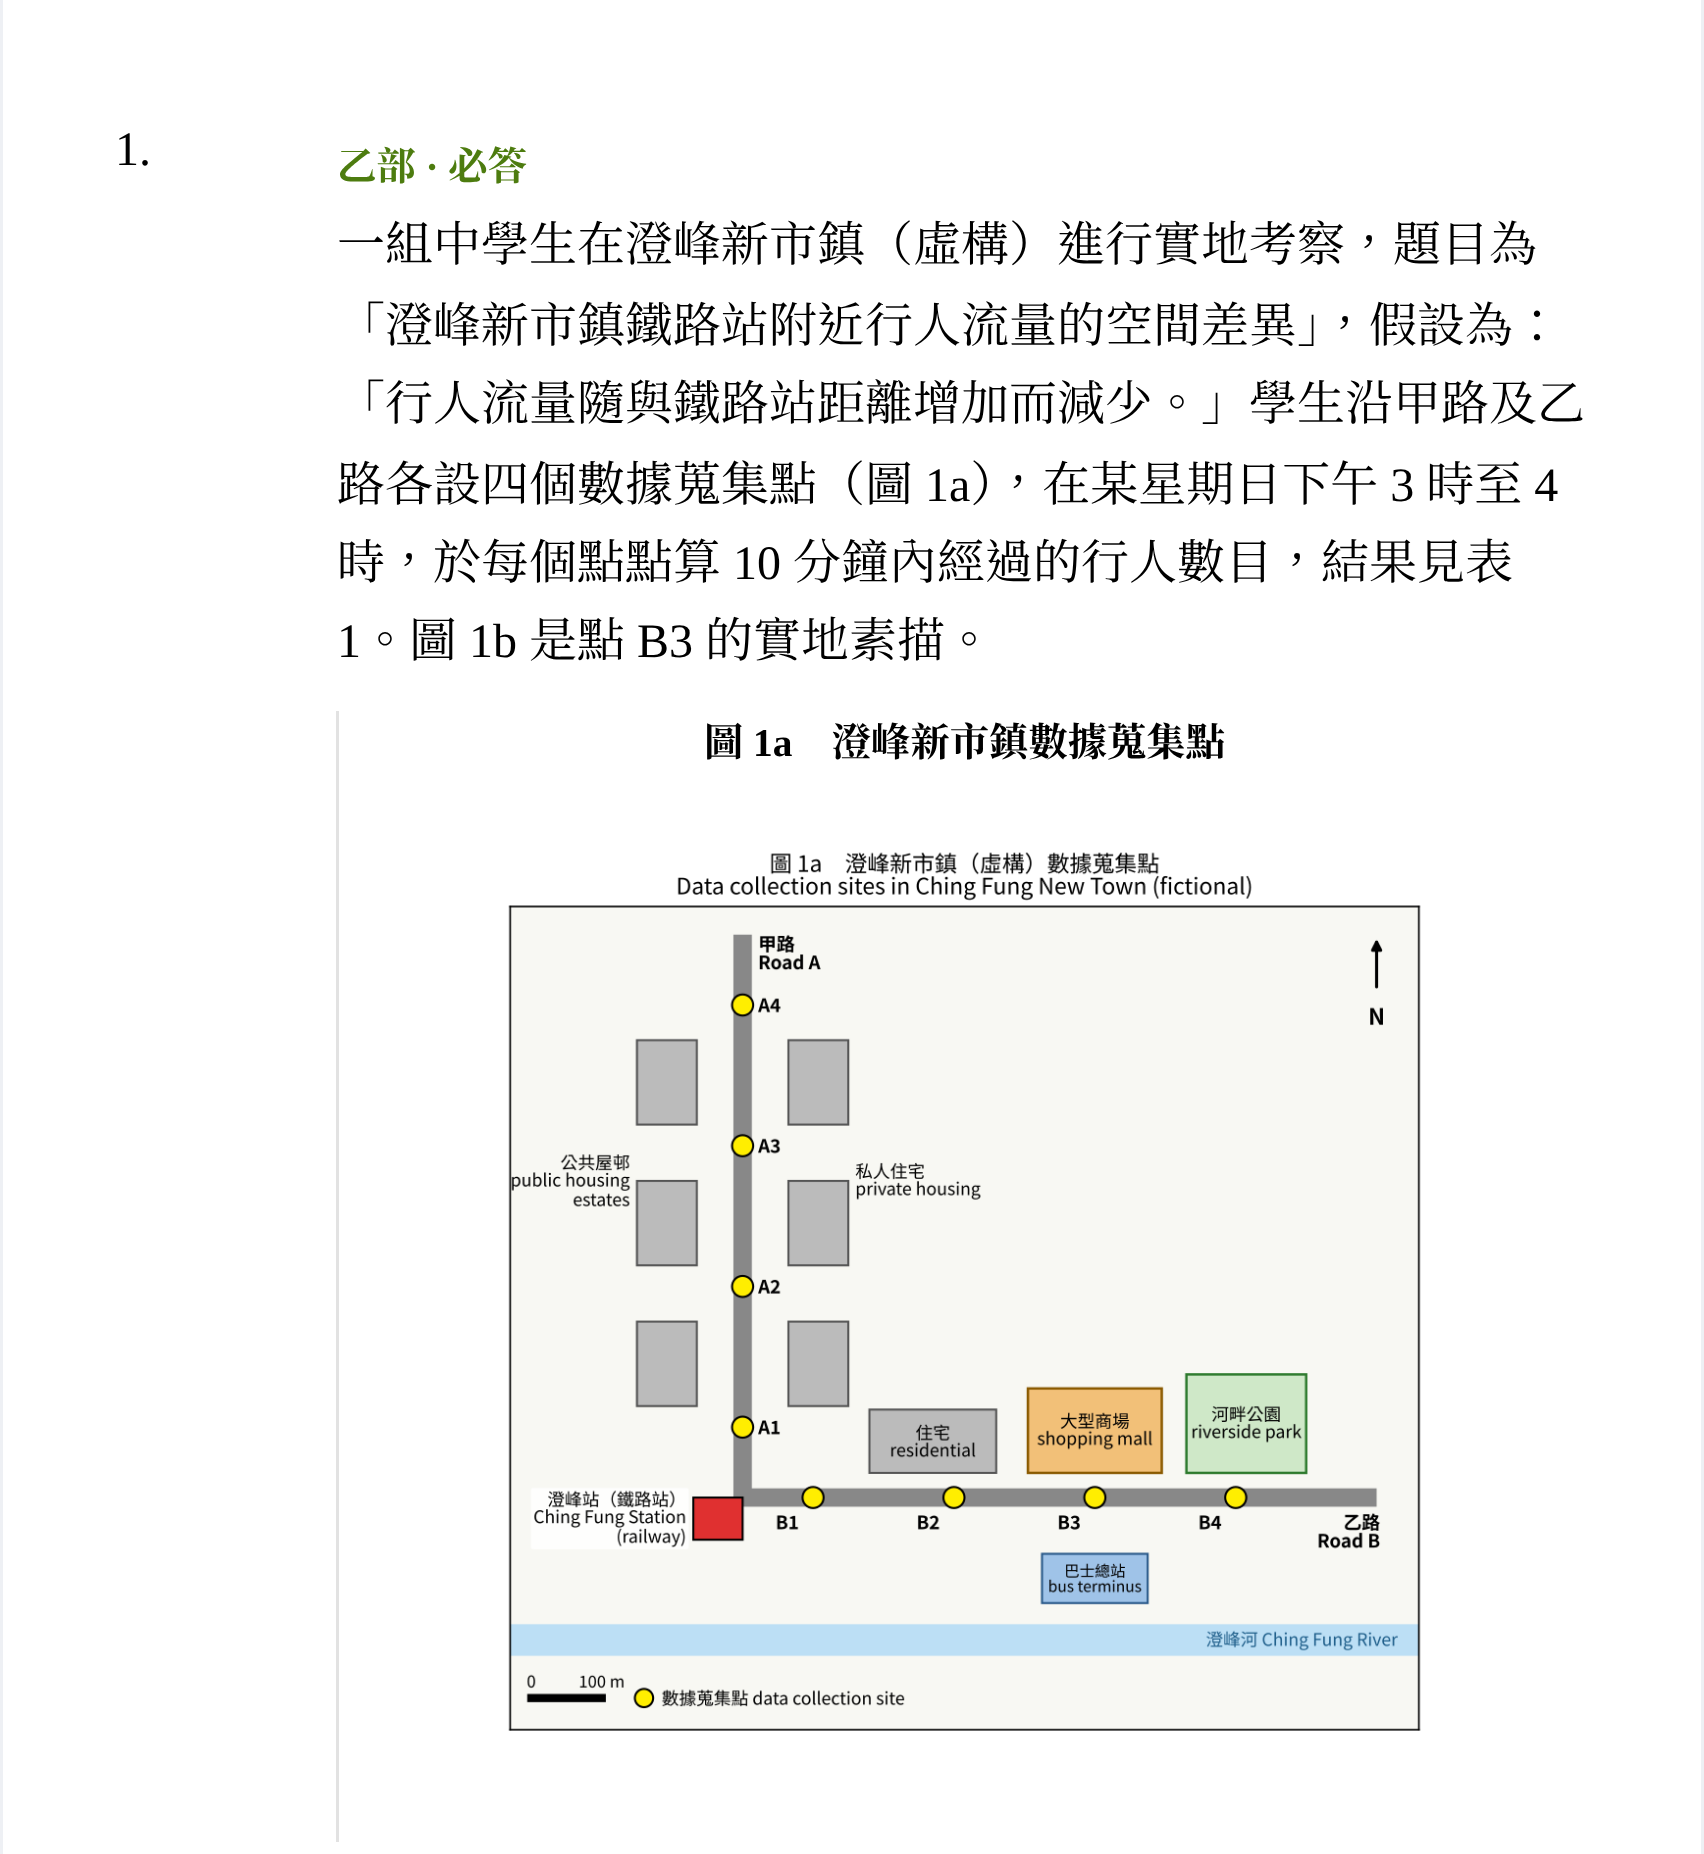 1.
乙部 · 必答
一組中學生在澄峰新市鎮（虛構）進行實地考察，題目為
「澄峰新市鎮鐵路站附近行人流量的空間差異」，假設為：
「行人流量隨與鐵路站距離增加而減少。」學生沿甲路及乙
路各設四個數據蒐集點（圖 1a），在某星期日下午 3 時至 4
時，於每個點點算 10 分鐘內經過的行人數目，結果見表
1。圖 1b 是點 B3 的實地素描。
圖 1a　澄峰新市鎮數據蒐集點
圖 1a　澄峰新市鎮（虛構）數據蒐集點
Data collection sites in Ching Fung New Town (fictional)
甲路
Road A
A4
N
A3
公共屋邨
public housing
estates
私人住宅
private housing
A2
A1
住宅
residential
大型商場
shopping mall
河畔公園
riverside park
澄峰站（鐵路站）
Ching Fung Station
(railway)
B1
B2
B3
B4
乙路
Road B
巴士總站
bus terminus
澄峰河 Ching Fung River
0 100 m
數據蒐集點 data collection site